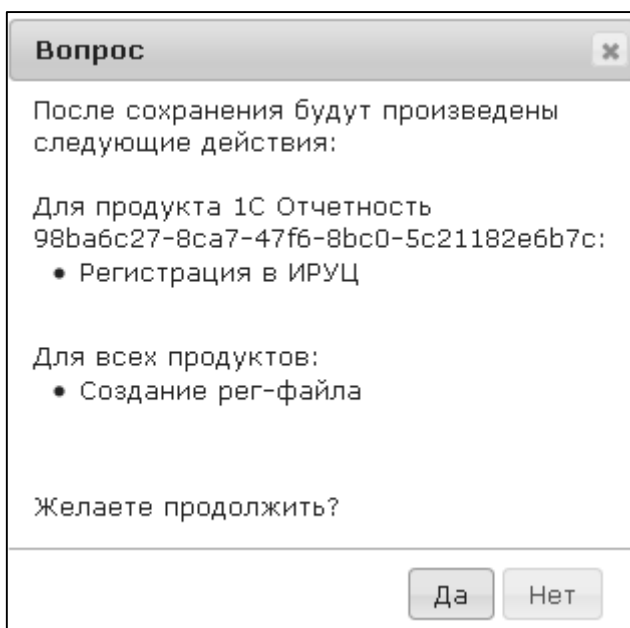 Вопрос
После сохранения будут произведены
следующие действия:
Для продукта 1С Отчетность
98ba6c27-8ca7-47f6-8bc0-5c21182e6b7c:
• Регистрация в ИРУЦ
Для всех продуктов:
• Создание рег-файла
Желаете продолжить?
Да Нет